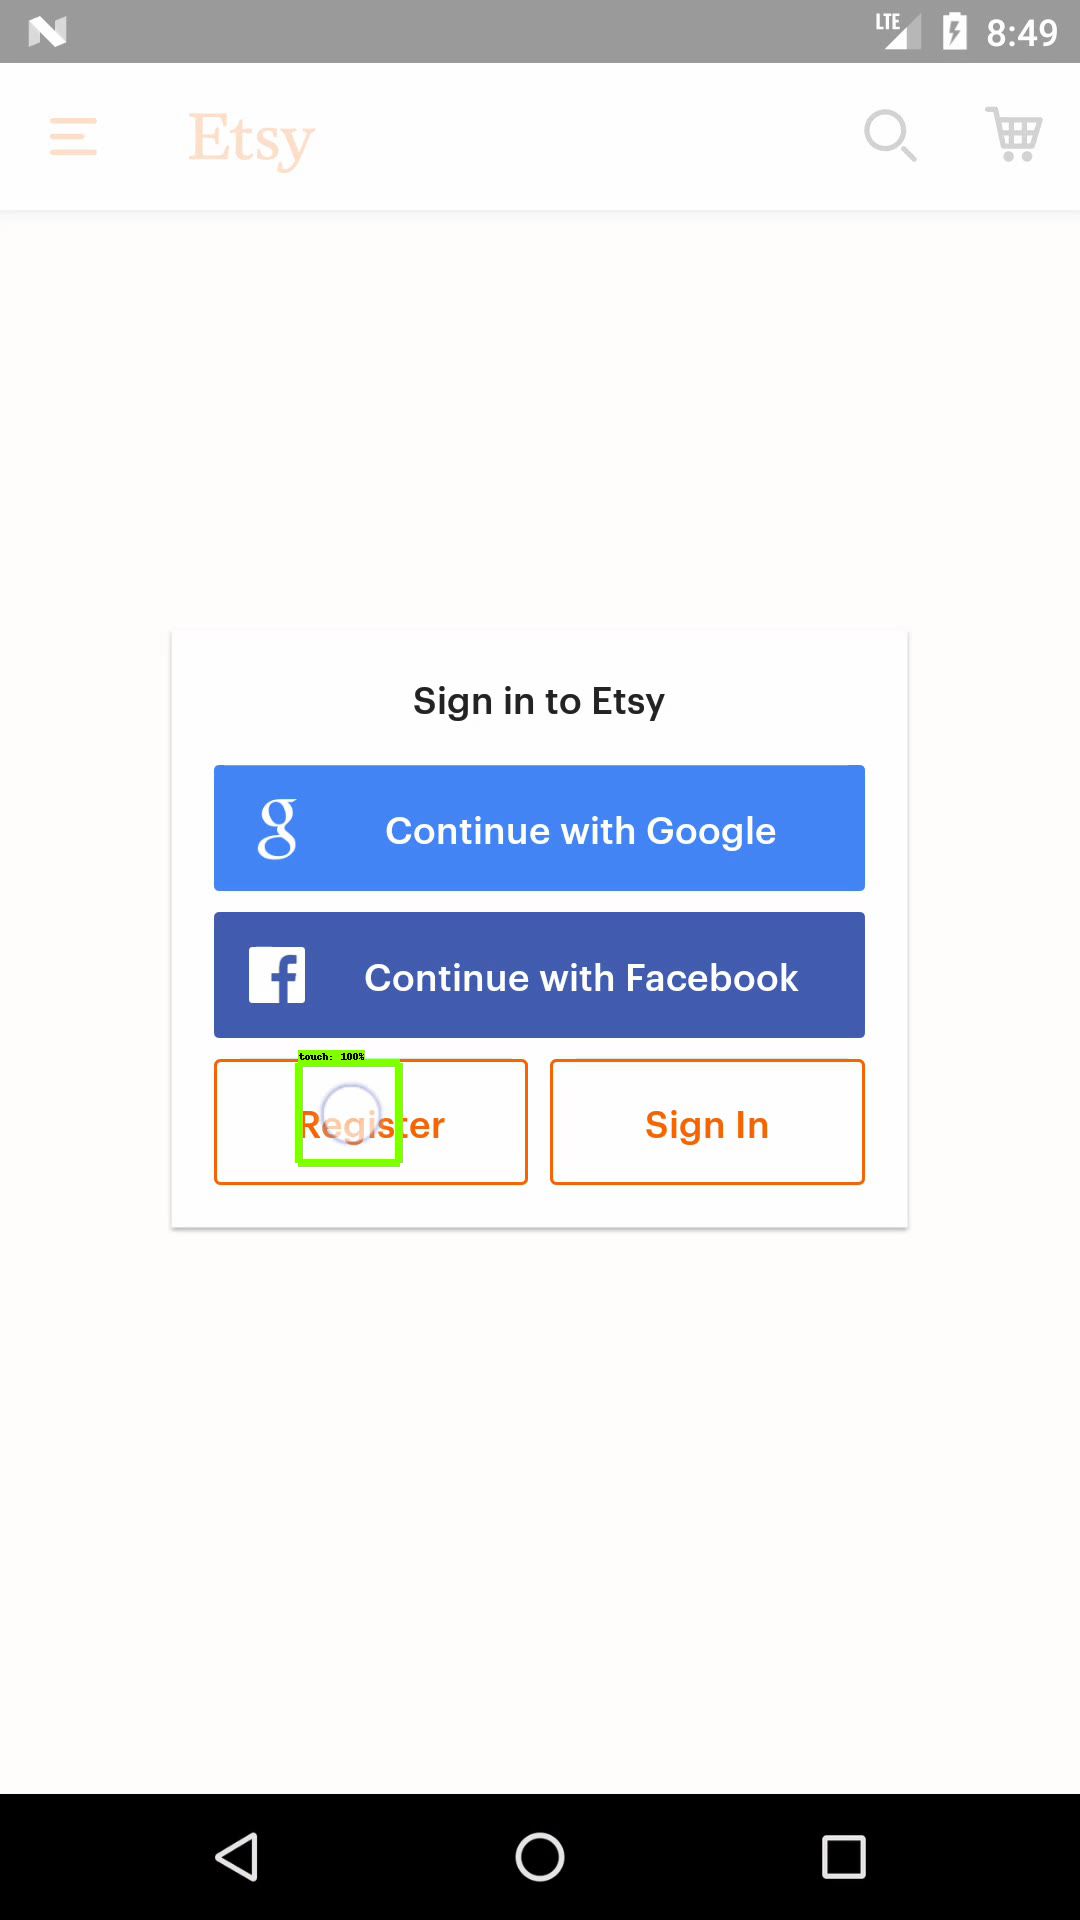 LTE 8:49
Etsy
Sign in to Etsy
g Continue with Google
f Continue with Facebook
touch: 100%
Register Sign In